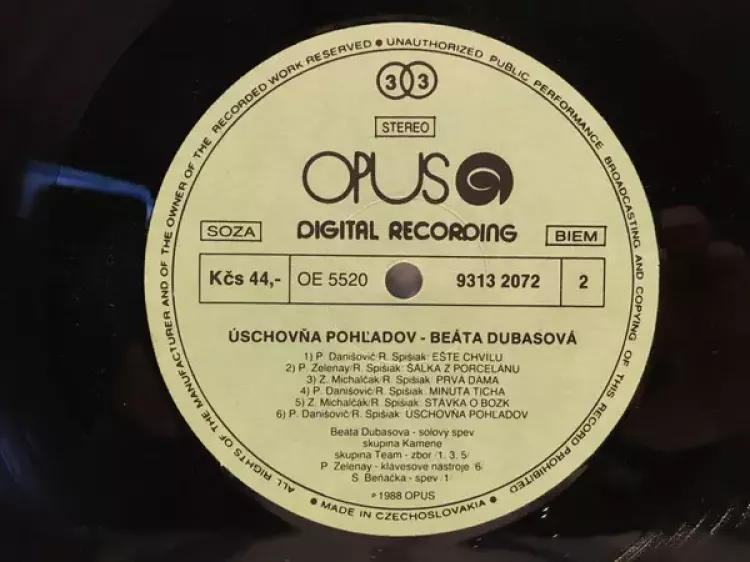 ALL RIGHTS OF THE MANUFACTURER AND OF THE OWNER OF THE RECORDED WORK RESERVED • UNAUTHORIZED PUBLIC PERFORMANCE BROADCASTING AND COPYING OF THIS RECORD PROHIBITED
• MADE IN CZECHOSLOVAKIA •
33
STEREO
OPUS
SOZA DIGITAL RECORDING BIEM
Kčs 44,- OE 5520 9313 2072 2
ÚSCHOVŇA POHĽADOV - BEÁTA DUBASOVÁ
1) P. Danišovič/R. Spišiak: EŠTE CHVÍLU
2) P. Zelenay/R. Spišiak: ŠÁLKA Z PORCELÁNU
3) Z. Michalčák/R. Spišiak: PRVÁ DÁMA
4) P. Danišovič/R. Spišiak: MINÚTA TICHA
5) Z. Michalčák/R. Spišiak: STÁVKA O BOZK
6) P. Danišovič/R. Spišiak: ÚSCHOVŇA POHĽADOV
Beáta Dubasová - sólový spev
skupina Kamene
skupina Team - zbor /1, 3, 5/
P. Zelenay - klávesové nástroje /6/
S. Beňačka - spev /1/
℗ 1988 OPUS